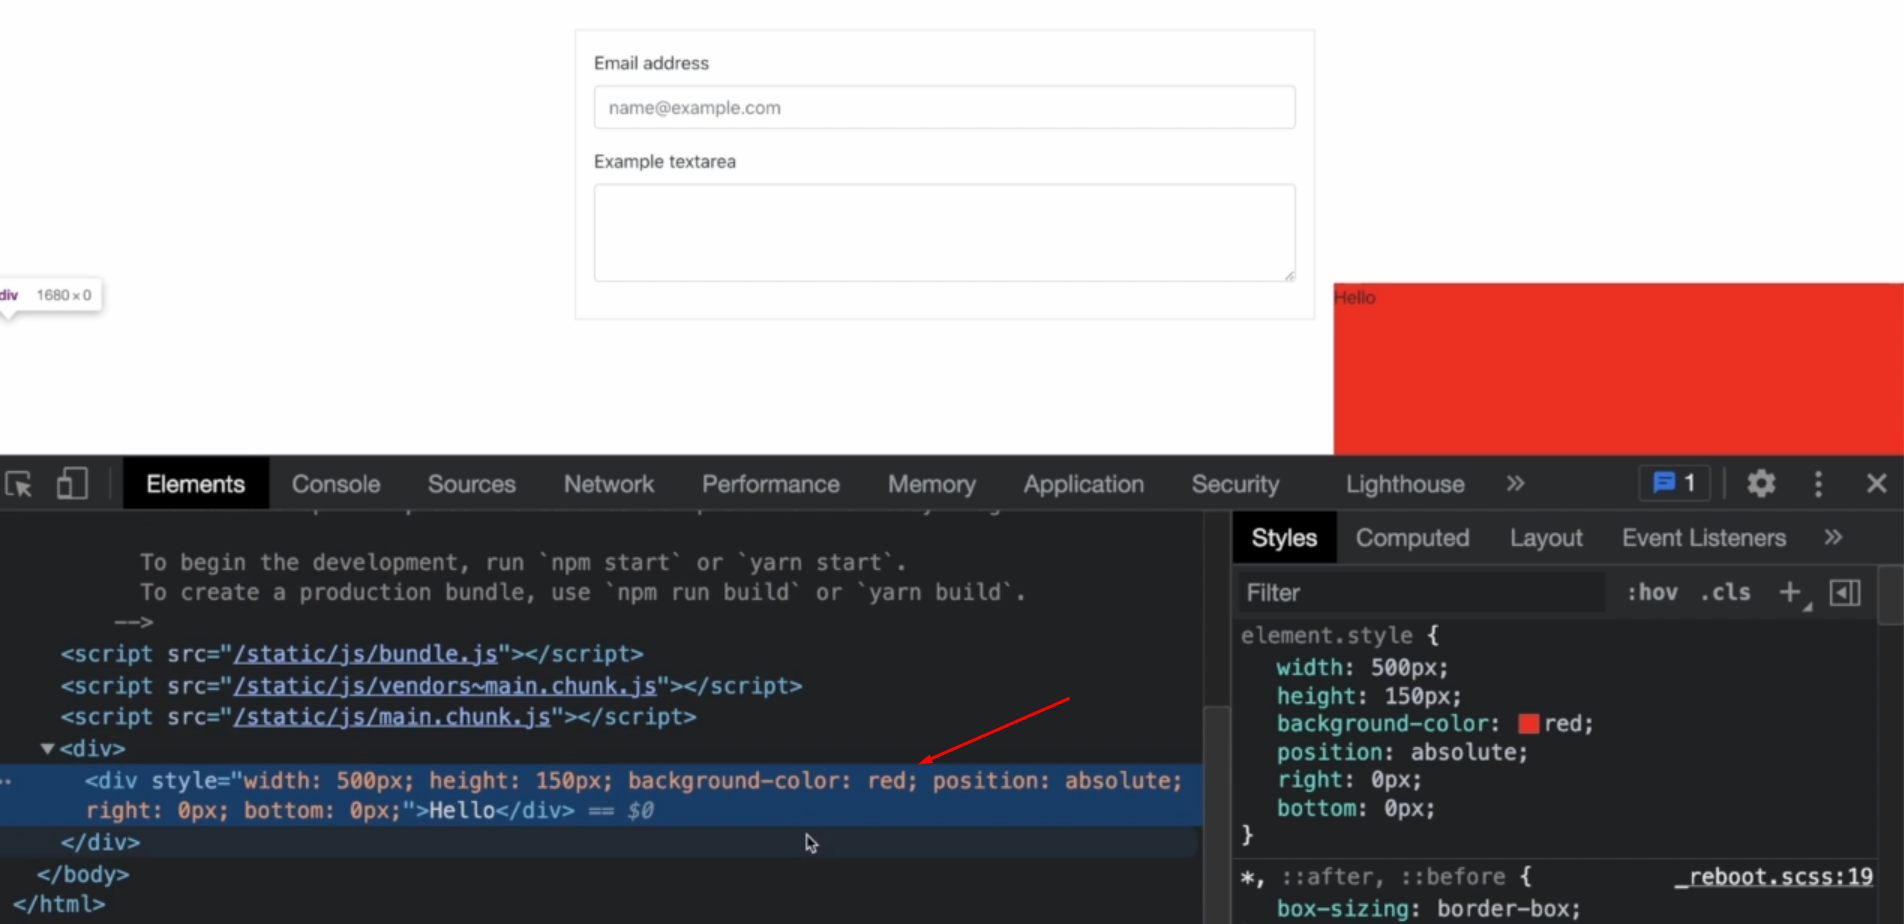 Email address
name@example.com
Example textarea
div 1680×0
Hello
Elements Console Sources Network Performance Memory Application Security Lighthouse » 1
To begin the development, run `npm start` or `yarn start`.
To create a production bundle, use `npm run build` or `yarn build`.
-->
<script src="/static/js/bundle.js"></script>
<script src="/static/js/vendors~main.chunk.js"></script>
<script src="/static/js/main.chunk.js"></script>
▼<div>
<div style="width: 500px; height: 150px; background-color: red; position: absolute;
right: 0px; bottom: 0px;">Hello</div> == $0
</div>
</body>
</html>
Styles Computed Layout Event Listeners »
Filter :hov .cls +
element.style {
width: 500px;
height: 150px;
background-color: red;
position: absolute;
right: 0px;
bottom: 0px;
}
*, ::after, ::before { _reboot.scss:19
box-sizing: border-box;